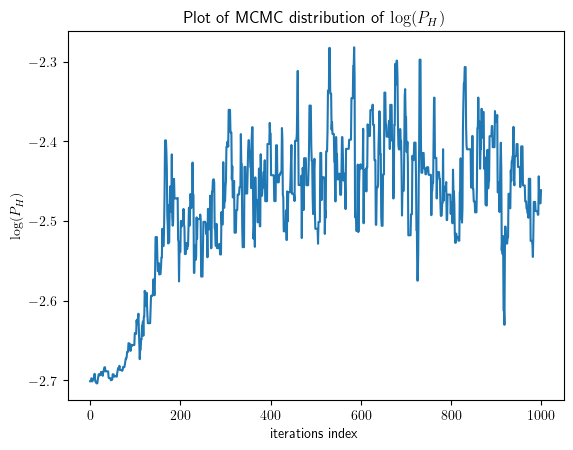 Plot of MCMC distribution of log(P_H)
log(P_H)
−2.3
−2.4
−2.5
−2.6
−2.7
0 200 400 600 800 1000
iterations index